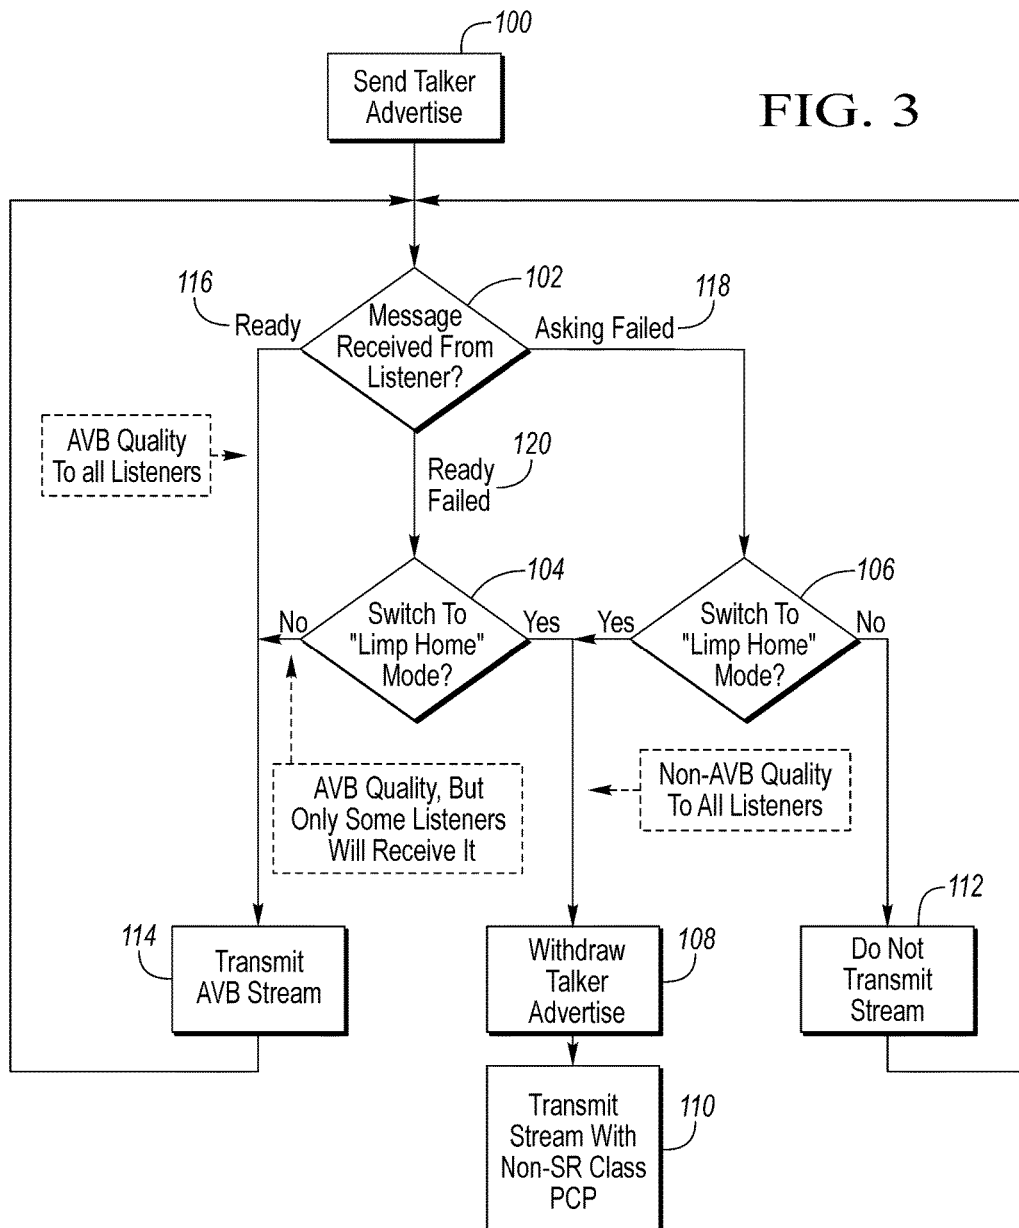 100
Send Talker
Advertise
FIG. 3
116
Ready
102
Message
Received From
Listener?
118
Asking Failed
AVB Quality
To all Listeners
120
Ready
Failed
104
Switch To
"Limp Home"
Mode?
No
Yes
106
Switch To
"Limp Home"
Mode?
Yes
No
AVB Quality, But
Only Some Listeners
Will Receive It
Non-AVB Quality
To All Listeners
114
Transmit
AVB Stream
108
Withdraw
Talker
Advertise
112
Do Not
Transmit
Stream
110
Transmit
Stream With
Non-SR Class
PCP